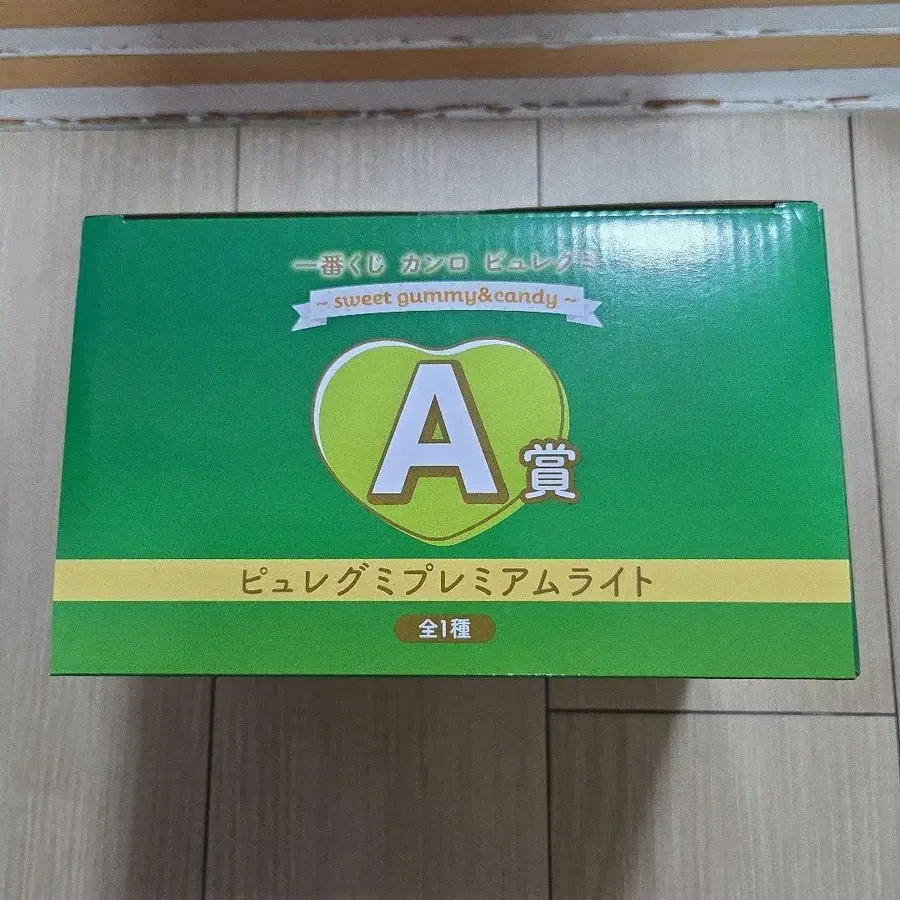 一番くじ カンロ ピュレグミ
~ sweet gummy&candy ~
A賞
ピュレグミプレミアムライト
全1種